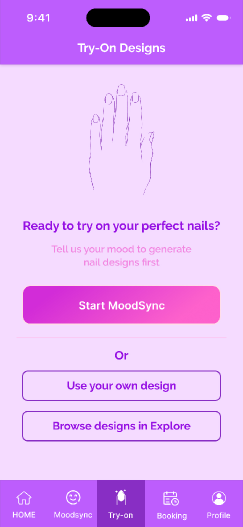 9:41
Try-On Designs
Ready to try on your perfect nails?
Tell us your mood to generate
nail designs first
Start MoodSync
Or
Use your own design
Browse designs in Explore
HOME
Moodsync
Try-on
Booking
Profile